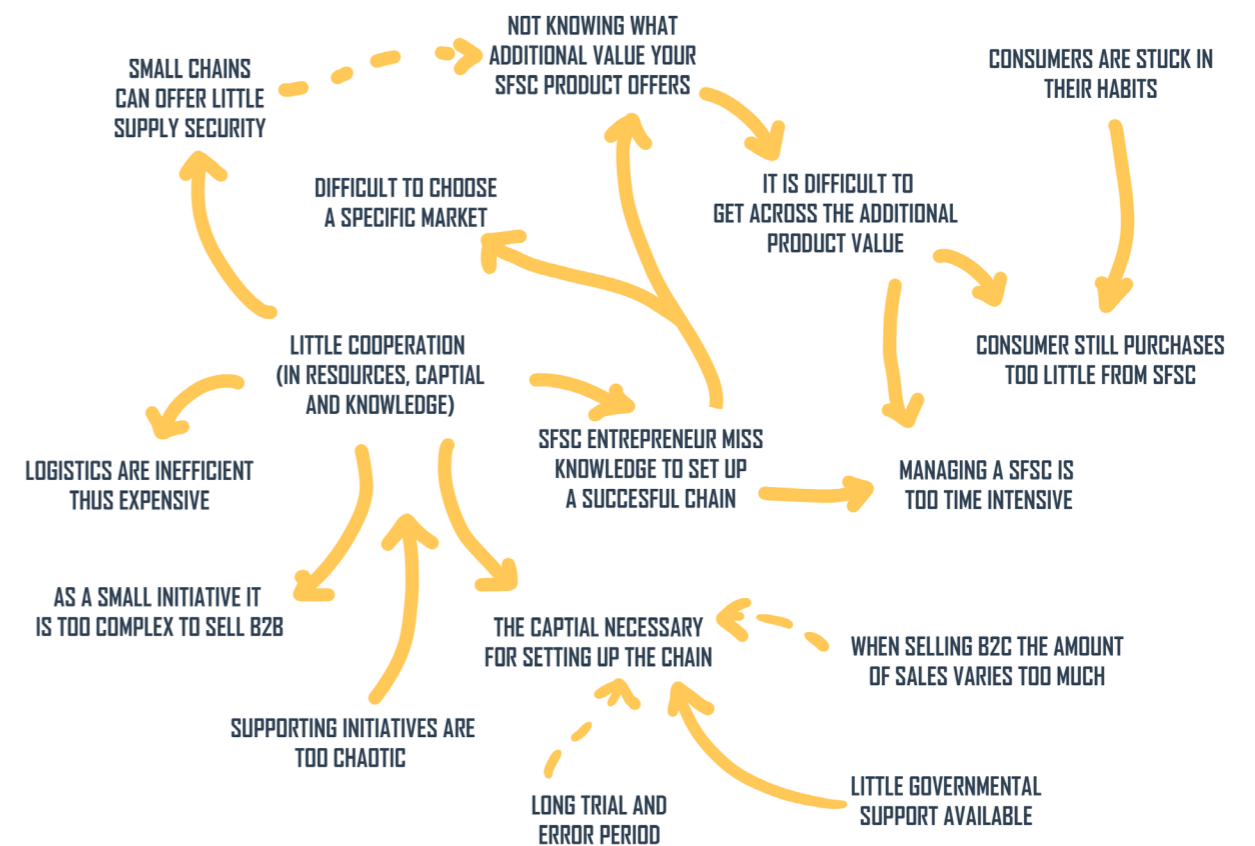 NOT KNOWING WHAT
ADDITIONAL VALUE YOUR
SFSC PRODUCT OFFERS
CONSUMERS ARE STUCK IN
THEIR HABITS
SMALL CHAINS
CAN OFFER LITTLE
SUPPLY SECURITY
DIFFICULT TO CHOOSE
A SPECIFIC MARKET
IT IS DIFFICULT TO
GET ACROSS THE ADDITIONAL
PRODUCT VALUE
LITTLE COOPERATION
(IN RESOURCES, CAPTIAL
AND KNOWLEDGE)
CONSUMER STILL PURCHASES
TOO LITTLE FROM SFSC
SFSC ENTREPRENEUR MISS
KNOWLEDGE TO SET UP
A SUCCESFUL CHAIN
LOGISTICS ARE INEFFICIENT
THUS EXPENSIVE
MANAGING A SFSC IS
TOO TIME INTENSIVE
AS A SMALL INITIATIVE IT
IS TOO COMPLEX TO SELL B2B
THE CAPTIAL NECESSARY
FOR SETTING UP THE CHAIN
WHEN SELLING B2C THE AMOUNT
OF SALES VARIES TOO MUCH
SUPPORTING INITIATIVES ARE
TOO CHAOTIC
LONG TRIAL AND
ERROR PERIOD
LITTLE GOVERNMENTAL
SUPPORT AVAILABLE